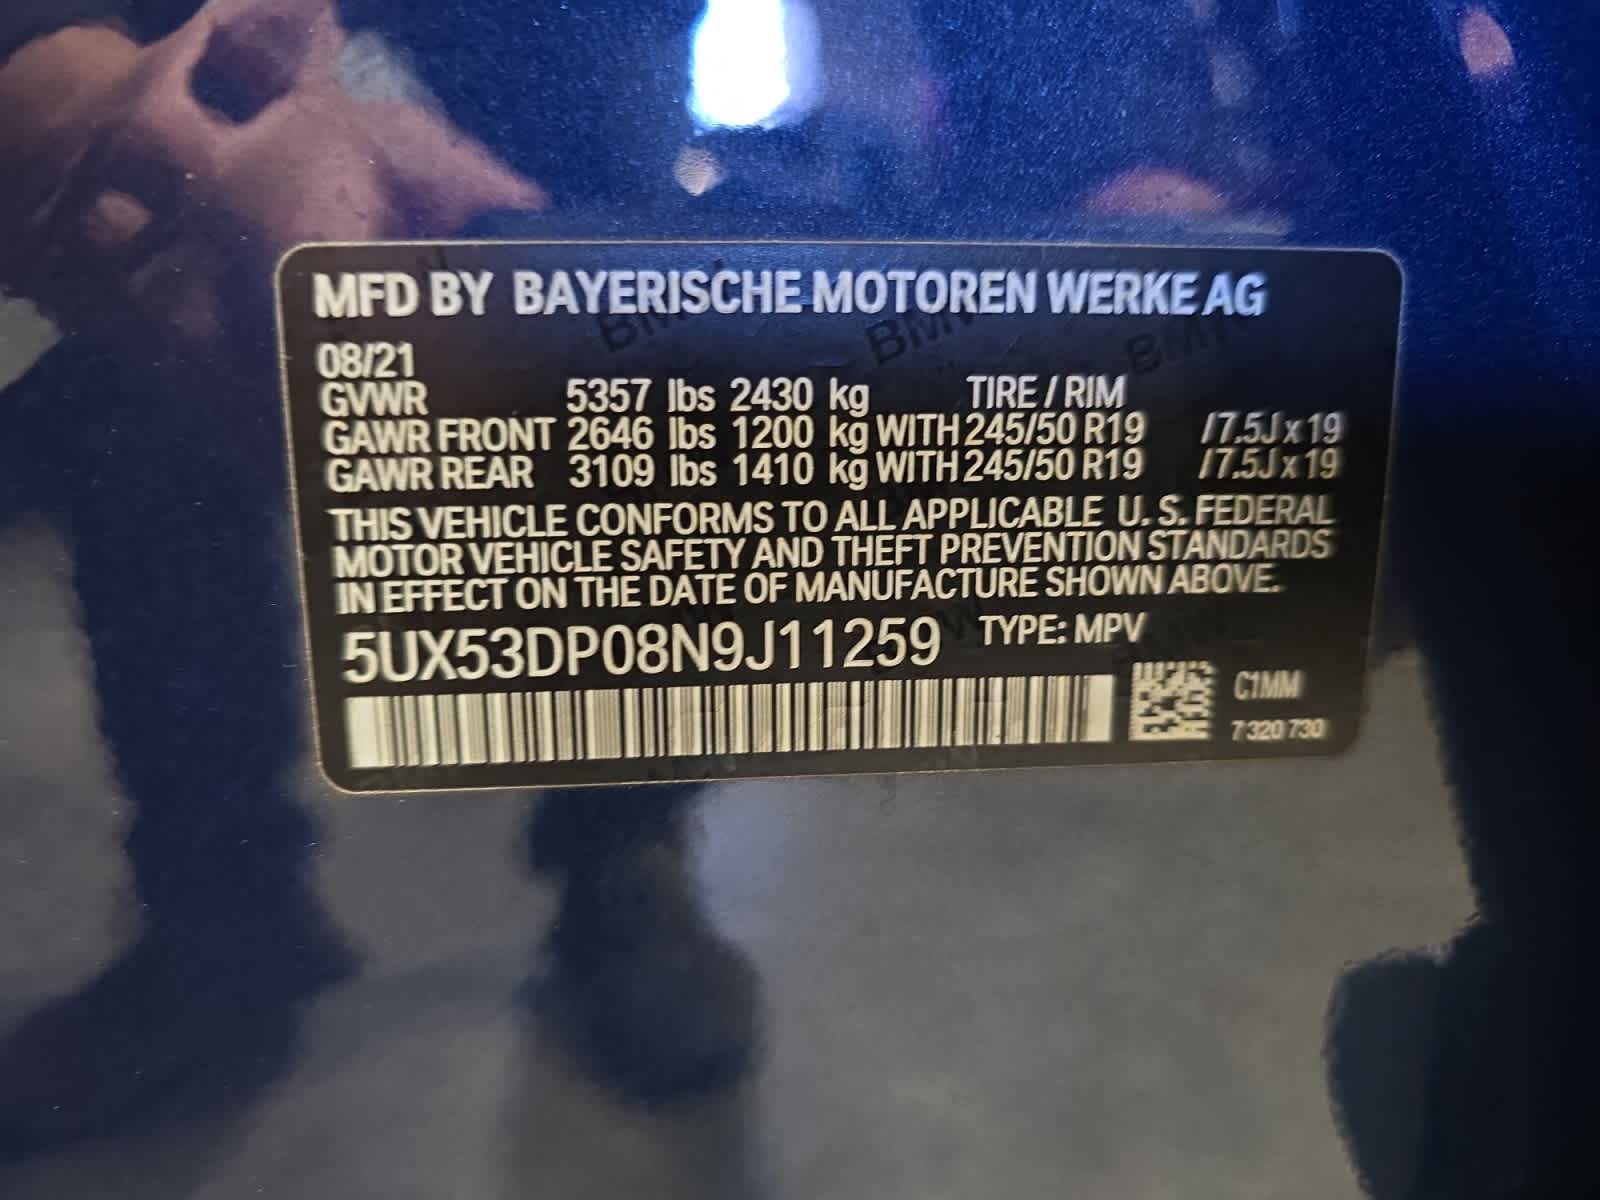 MFD BY BAYERISCHE MOTOREN WERKE AG
08/21
GVWR 5357 lbs 2430 kg TIRE / RIM
GAWR FRONT 2646 lbs 1200 kg WITH 245/50 R19 / 7.5J x 19
GAWR REAR 3109 lbs 1410 kg WITH 245/50 R19 / 7.5J x 19
THIS VEHICLE CONFORMS TO ALL APPLICABLE U. S. FEDERAL
MOTOR VEHICLE SAFETY AND THEFT PREVENTION STANDARDS
IN EFFECT ON THE DATE OF MANUFACTURE SHOWN ABOVE.
5UX53DP08N9J11259 TYPE: MPV
C1MM
7 320 730
BMW BMW BMW